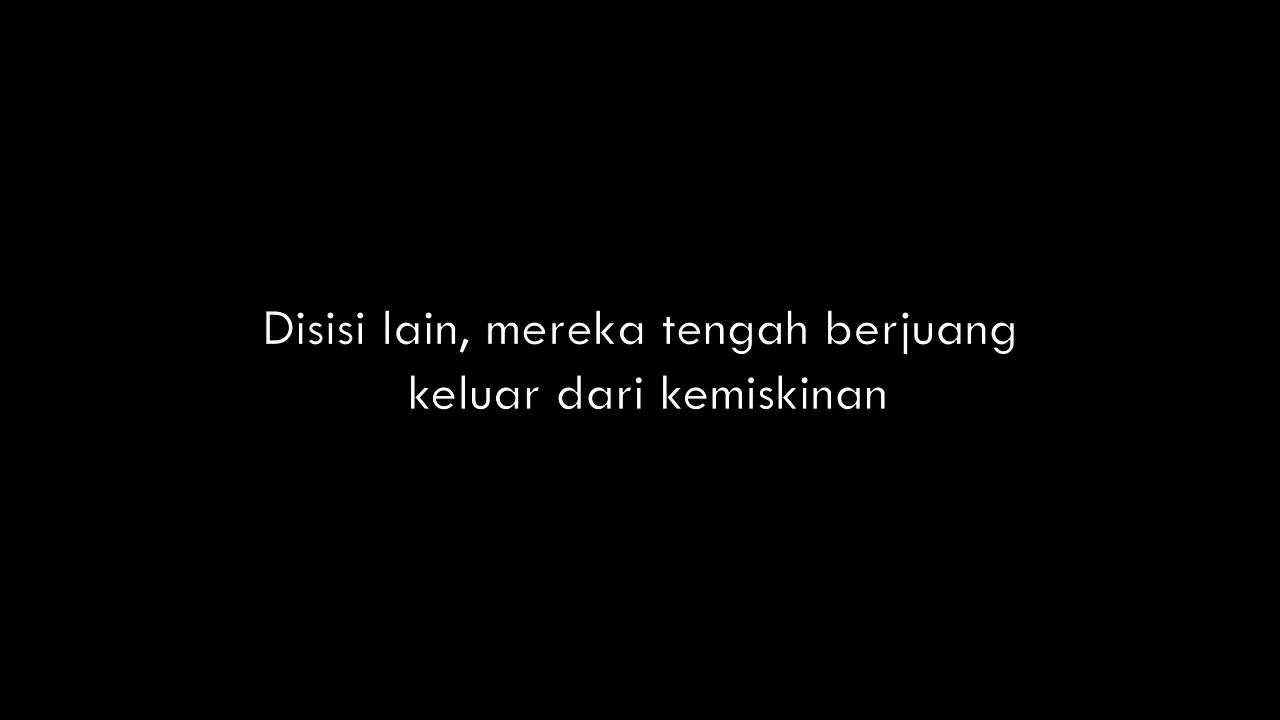 Disisi lain, mereka tengah berjuang
keluar dari kemiskinan